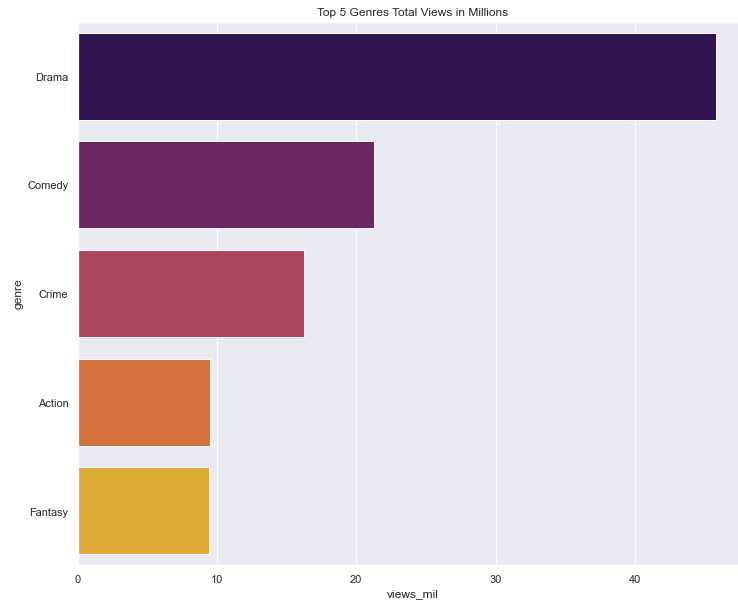 Top 5 Genres Total Views in Millions
Drama
Comedy
Crime
Action
Fantasy
genre
0 10 20 30 40
views_mil